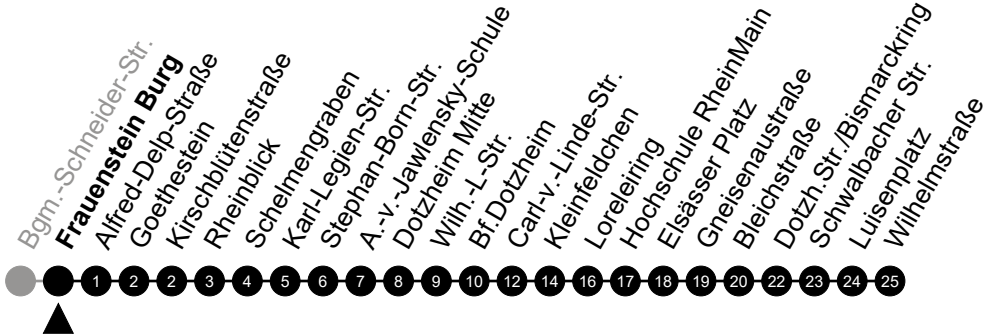 Bgm.-Schneider-Str.
Frauenstein Burg
Alfred-Delp-Straße
Goethestein
Kirschblütenstraße
Rheinblick
Schelmengraben
Karl-Legien-Str.
Stephan-Born-Str.
A.-v.-Jawlensky-Schule
Dotzheim Mitte
Wilh.-L-Str.
Bf.Dotzheim
Carl-v.-Linde-Str.
Kleinfeldchen
Loreleiring
Hochschule RheinMain
Elsässer Platz
Gneisenaustraße
Bleichstraße
Dotzh.Str./Bismarckring
Schwalbacher Str.
Luisenplatz
Wilhelmstraße
1 2 2 3 4 5 6 7 8 9 10 12 14 16 17 18 19 20 22 23 24 25